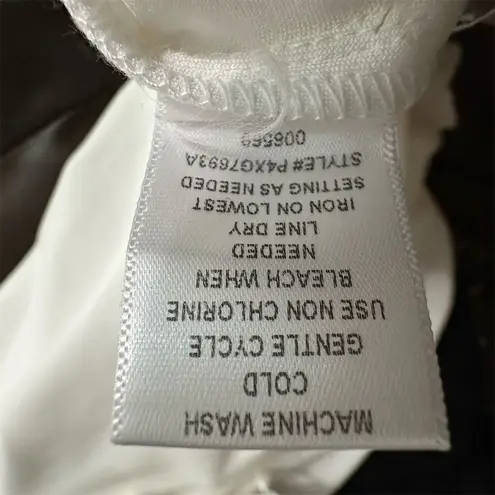 MACHINE WASH
COLD
GENTLE CYCLE
USE NON CHLORINE
BLEACH WHEN
NEEDED
LINE DRY
IRON ON LOWEST
SETTING AS NEEDED
STYLE# P4XG7693A
006569